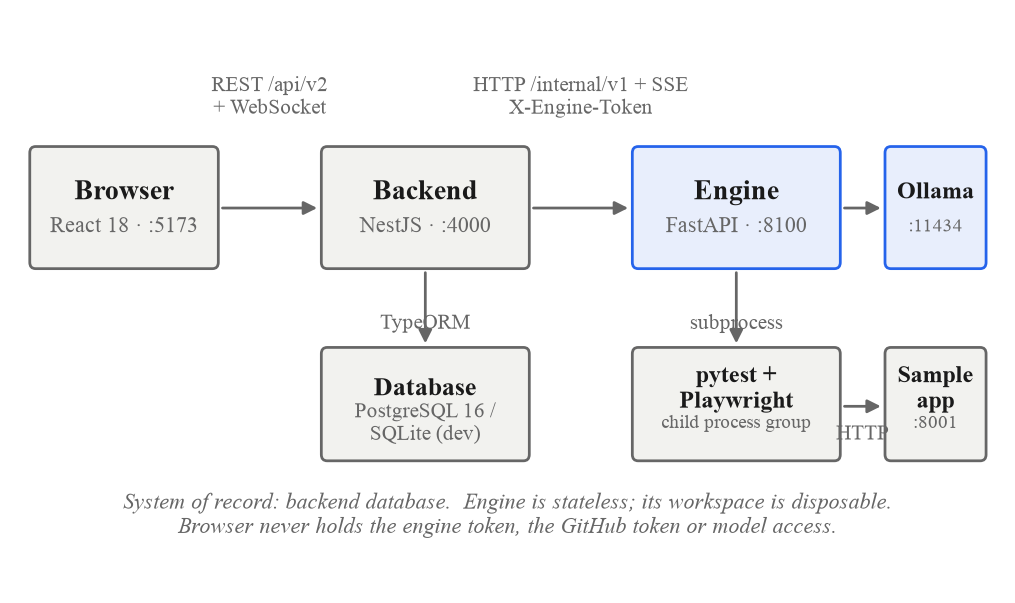 REST /api/v2
+ WebSocket
HTTP /internal/v1 + SSE
X-Engine-Token
Browser
React 18 · :5173
Backend
NestJS · :4000
Engine
FastAPI · :8100
Ollama
:11434
TypeORM
subprocess
Database
PostgreSQL 16 /
SQLite (dev)
pytest +
Playwright
child process group
HTTP
Sample
app
:8001
System of record: backend database.  Engine is stateless; its workspace is disposable.
Browser never holds the engine token, the GitHub token or model access.